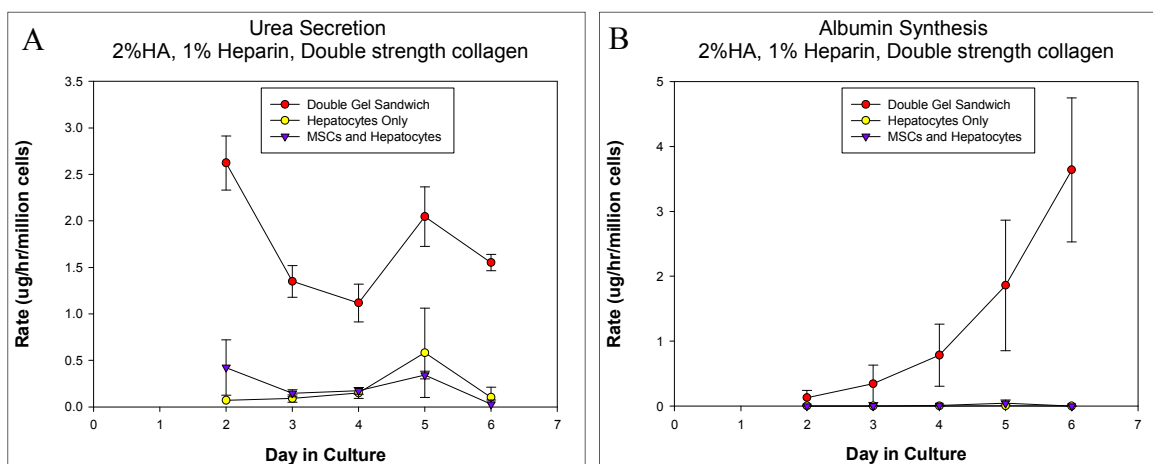 A
Urea Secretion
2%HA, 1% Heparin, Double strength collagen
Double Gel Sandwich
Hepatocytes Only
MSCs and Hepatocytes
Rate (ug/hr/million cells)
3.5
3.0
2.5
2.0
1.5
1.0
0.5
0.0
0 1 2 3 4 5 6 7
Day in Culture
B
Albumin Synthesis
2%HA, 1% Heparin, Double strength collagen
Double Gel Sandwich
Hepatocytes Only
MSCs and Hepatocytes
Rate (ug/hr/million cells)
5
4
3
2
1
0
0 1 2 3 4 5 6 7
Day in Culture